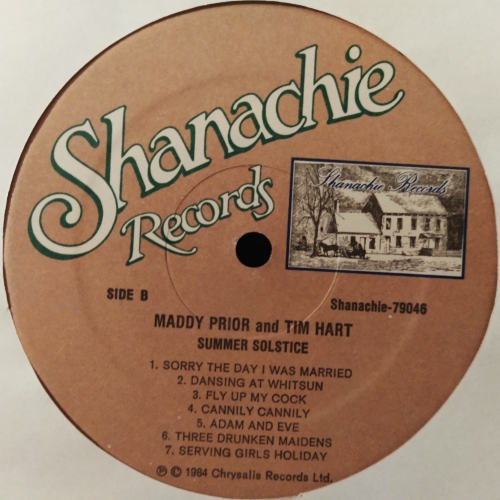 Shanachie
Records
Shanachie Records
SIDE B
Shanachie-79046
MADDY PRIOR and TIM HART
SUMMER SOLSTICE
1. SORRY THE DAY I WAS MARRIED
2. DANSING AT WHITSUN
3. FLY UP MY COCK
4. CANNILY CANNILY
5. ADAM AND EVE
6. THREE DRUNKEN MAIDENS
7. SERVING GIRLS HOLIDAY
℗ © 1984 Chrysalis Records Ltd.